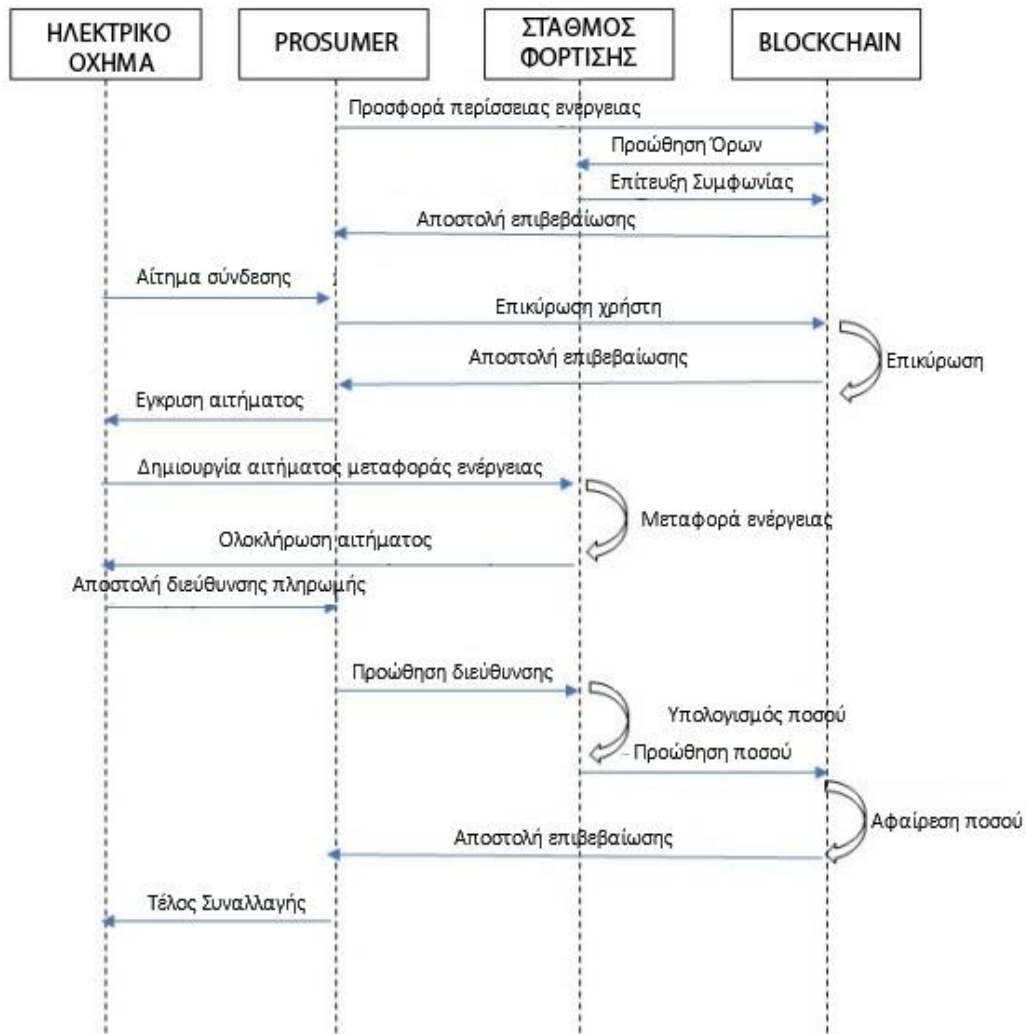 ΗΛΕΚΤΡΙΚΟ
ΟΧΗΜΑ
PROSUMER
ΣΤΑΘΜΟΣ
ΦΟΡΤΙΣΗΣ
BLOCKCHAIN
Προσφορά περίσσειας ενέργειας
Προώθηση Όρων
Επίτευξη Συμφωνίας
Αποστολή επιβεβαίωσης
Αίτημα σύνδεσης
Επικύρωση χρήστη
Αποστολή επιβεβαίωσης
Επικύρωση
Εγκριση αιτήματος
Δημιουργία αιτήματος μεταφοράς ενέργειας
Μεταφορά ενέργειας
Ολοκλήρωση αιτήματος
Αποστολή διεύθυνσης πληρωμής
Προώθηση διεύθυνσης
Υπολογισμός ποσού
Προώθηση ποσού
Αφαίρεση ποσού
Αποστολή επιβεβαίωσης
Τέλος Συναλλαγής